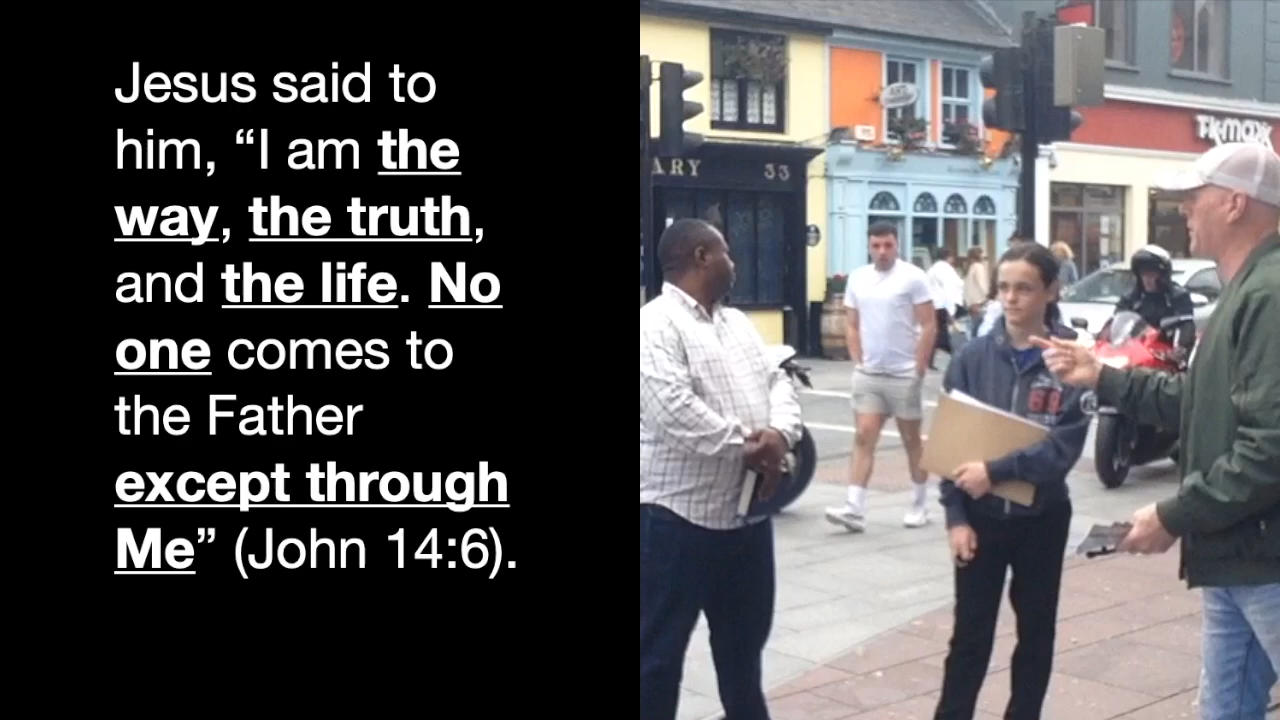 Jesus said to
him, “I am the
way, the truth,
and the life. No
one comes to
the Father
except through
Me” (John 14:6).
ARY 33
TK·maxx
68